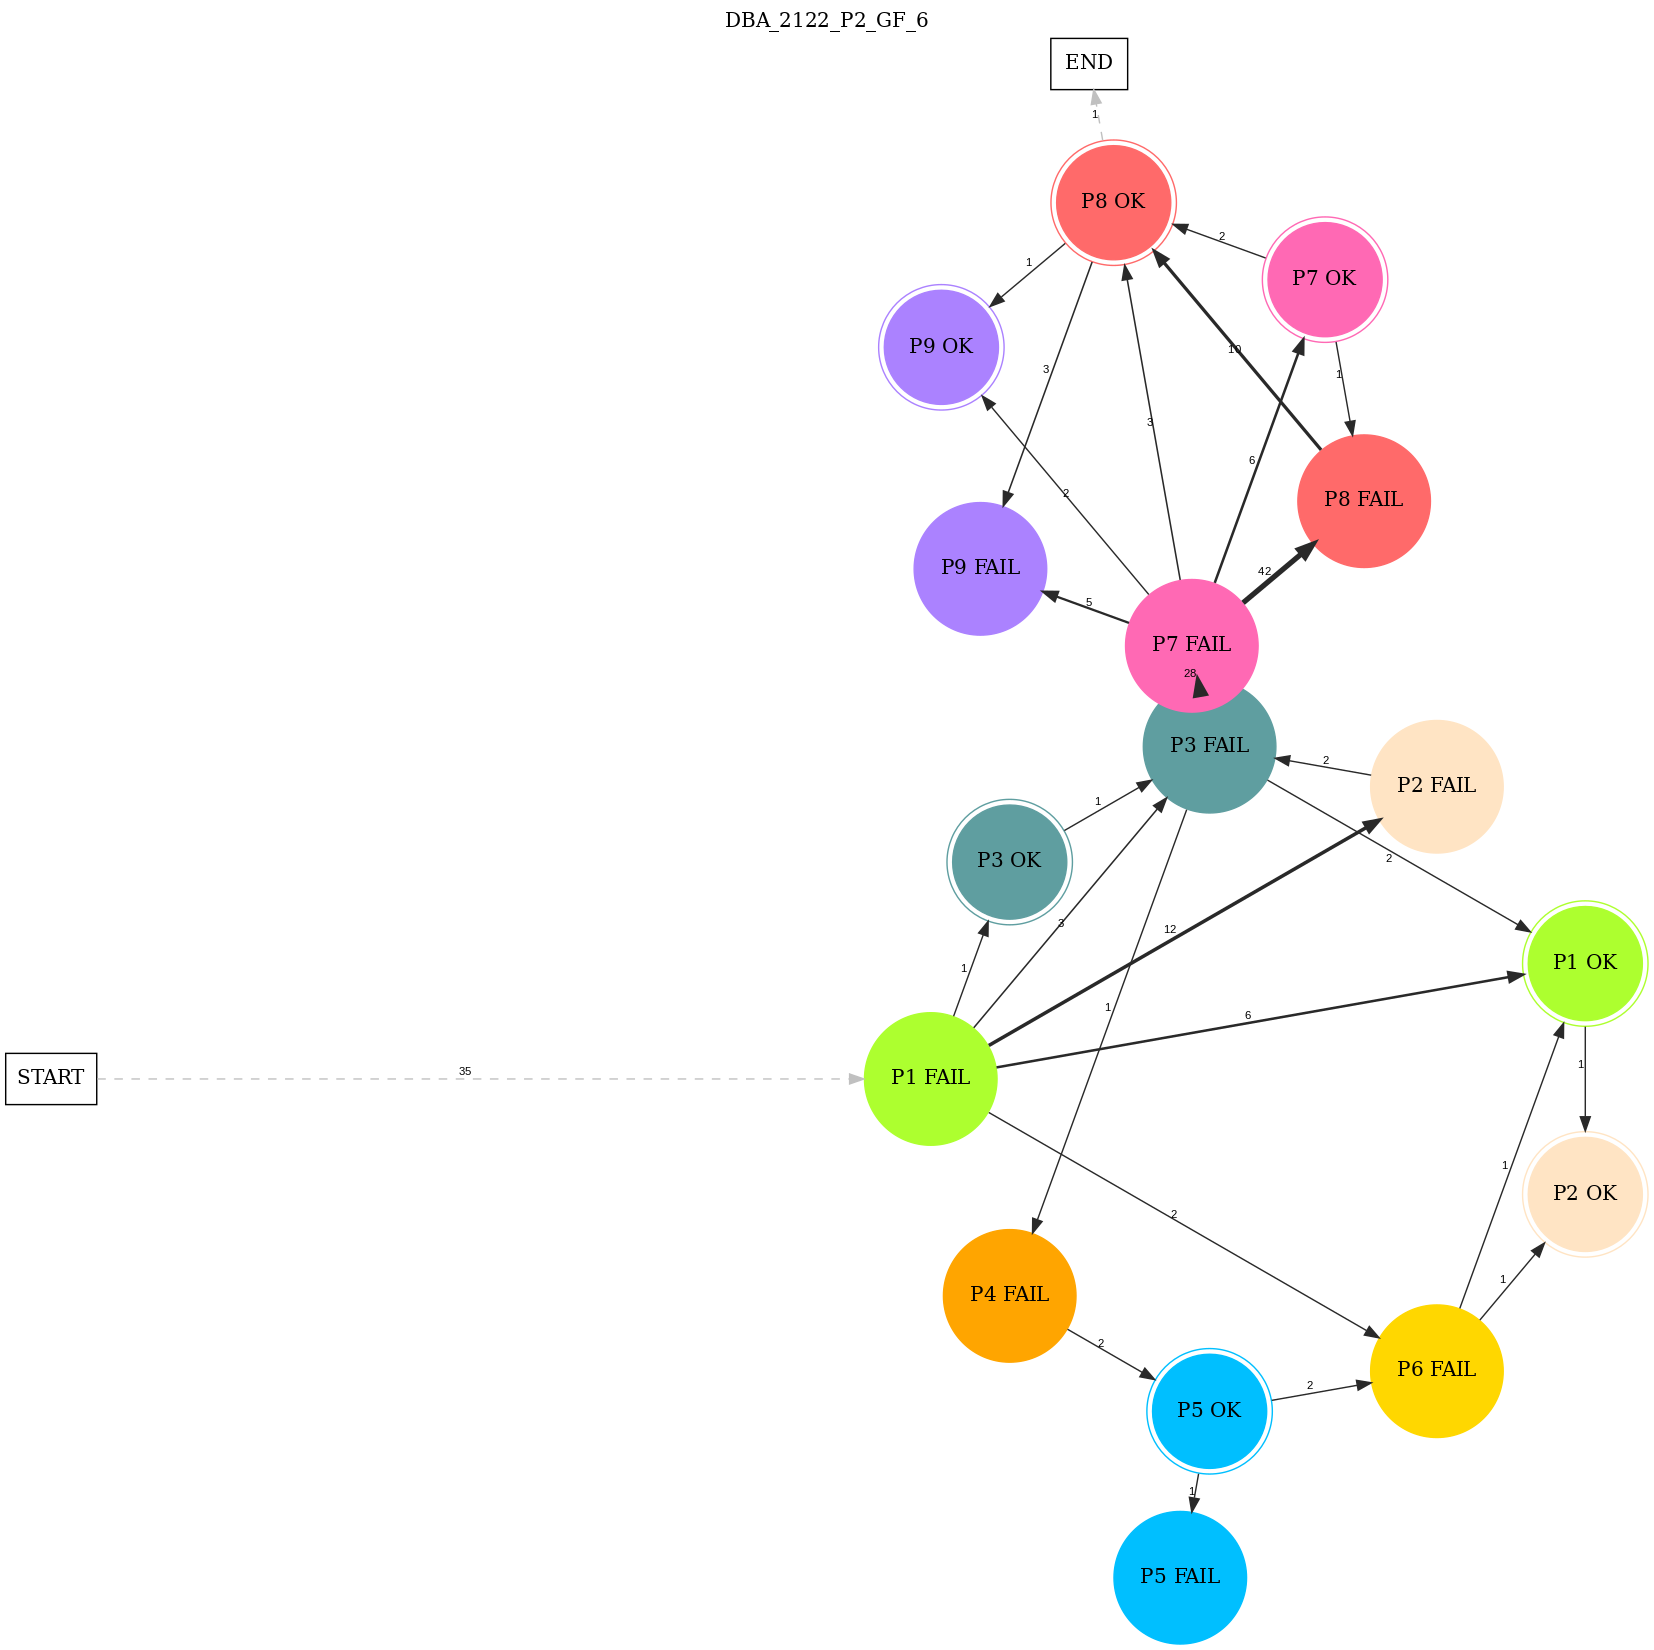 DBA_2122_P2_GF_6
END
1
P8 OK
2
P7 OK
1
P9 OK
10
3
1
3
6
2
P8 FAIL
P9 FAIL
42
5
P7 FAIL
28
P3 FAIL
2
P2 FAIL
1
P3 OK
2
3
12
1
P1 OK
1
6
START
35
P1 FAIL
1
1
P2 OK
2
1
P4 FAIL
2
P6 FAIL
2
P5 OK
1
P5 FAIL